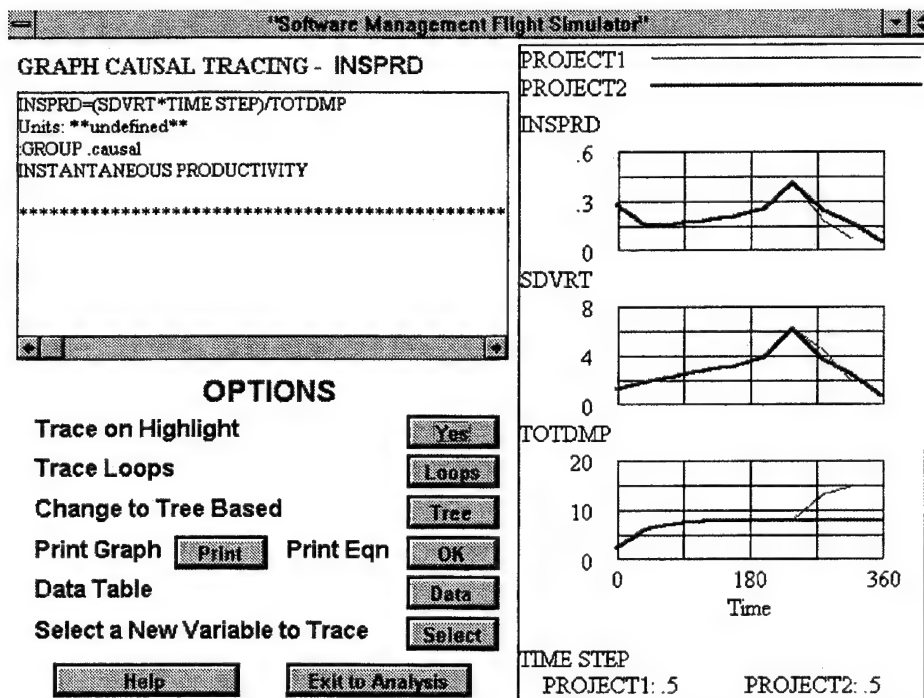 "Software Management Flight Simulator"
GRAPH CAUSAL TRACING - INSPRD
INSPRD=(SDVRT*TIME STEP)/TOTDMP
Units: **undefined**
:GROUP .causal
INSTANTANEOUS PRODUCTIVITY
************************************************
OPTIONS
Trace on Highlight Yes
Trace Loops Loops
Change to Tree Based Tree
Print Graph Print Print Eqn OK
Data Table Data
Select a New Variable to Trace Select
Help Exit to Analysis
PROJECT1
PROJECT2
INSPRD
.6
.3
0
SDVRT
8
4
0
TOTDMP
20
10
0
0 180 360
Time
TIME STEP
PROJECT1: .5 PROJECT2: .5